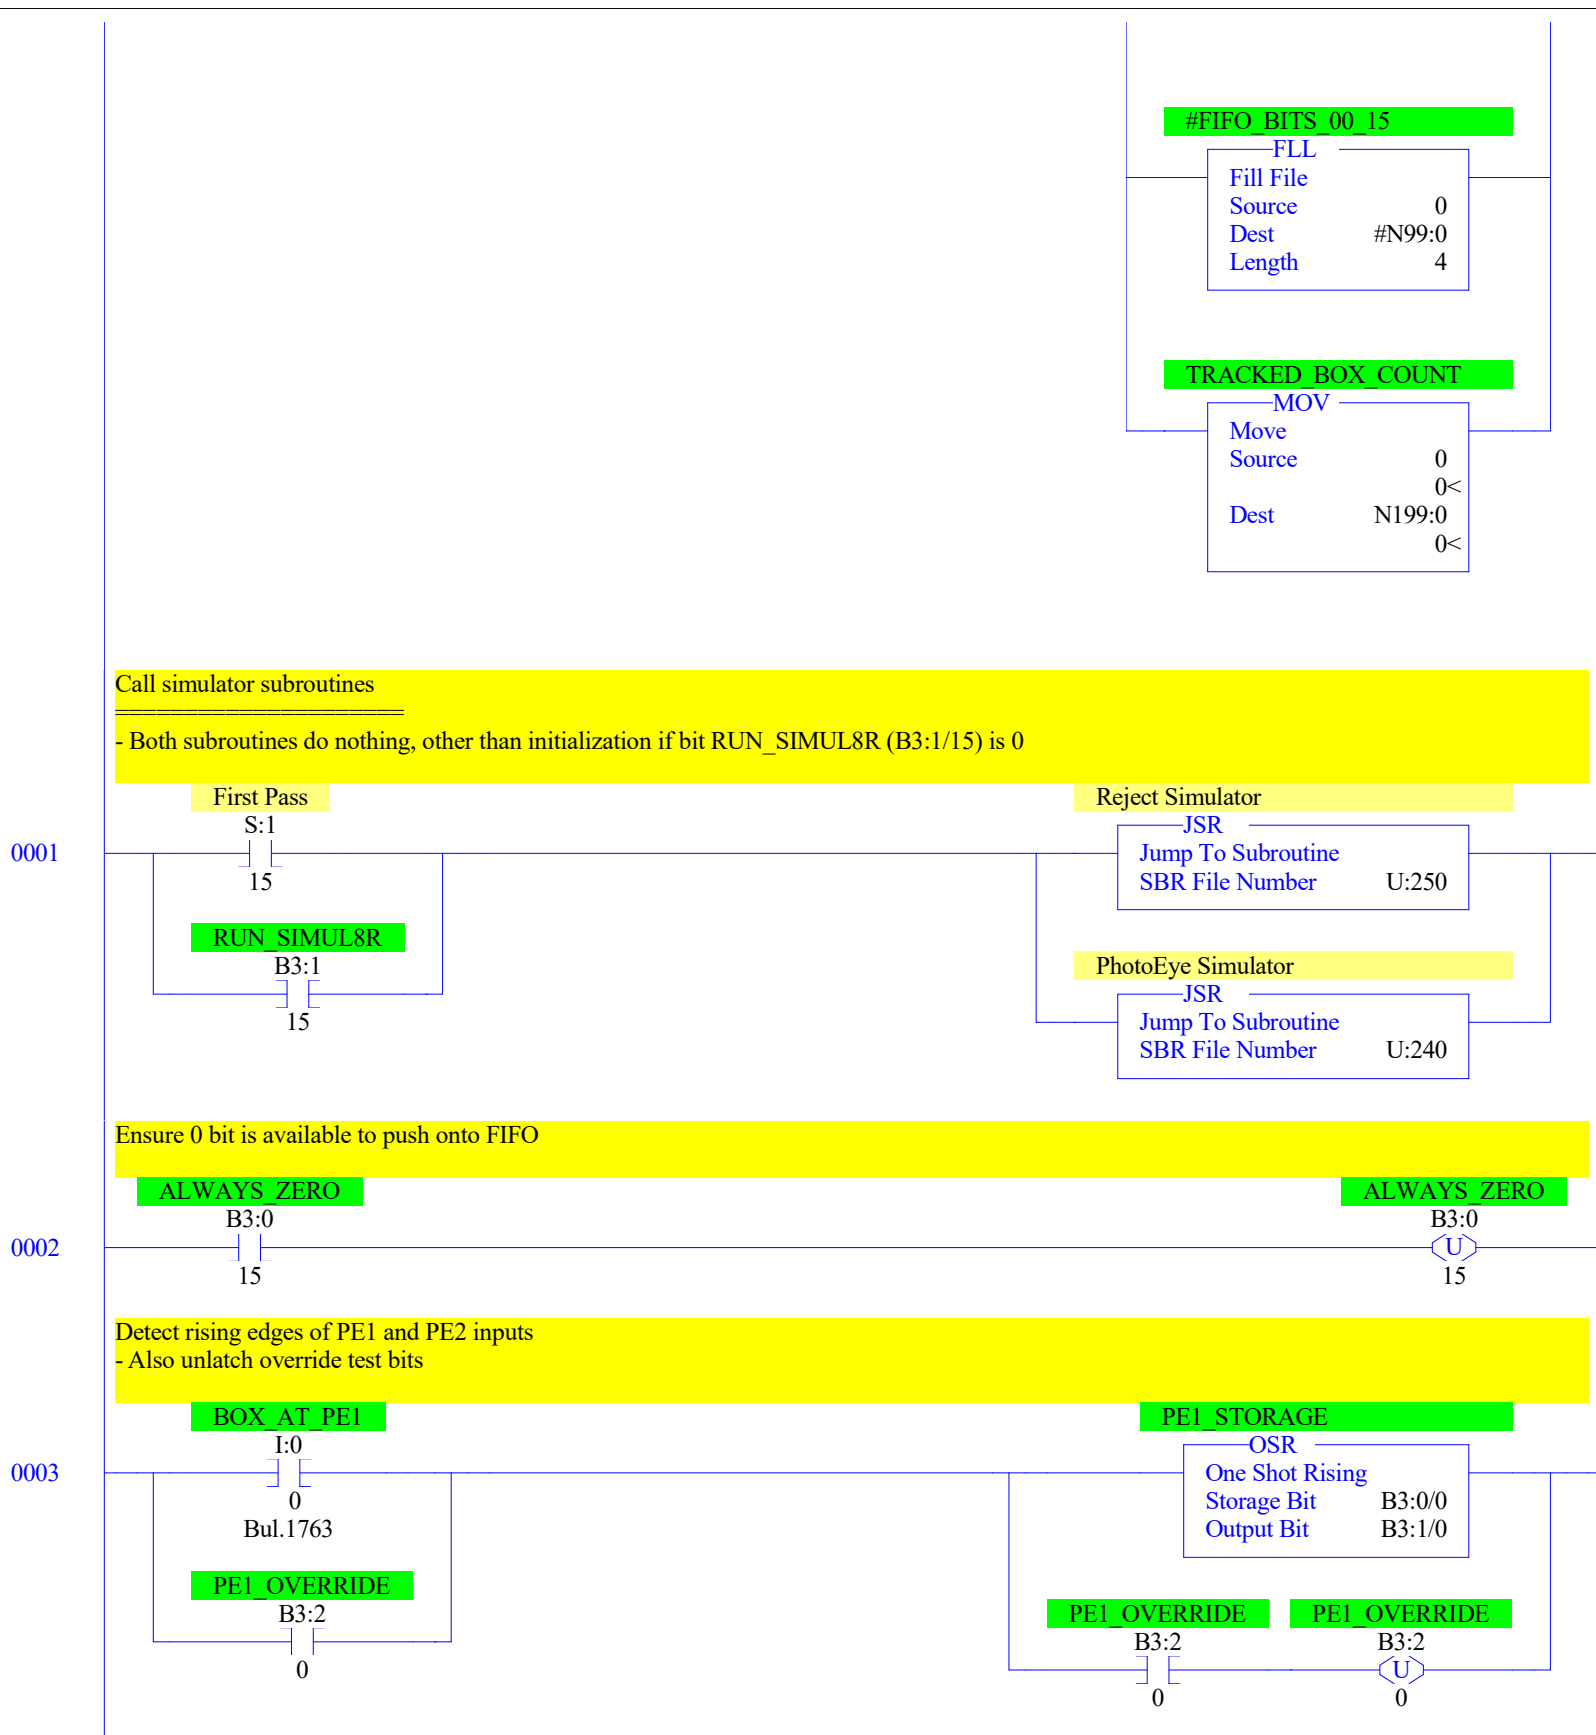 #FIFO_BITS_00_15
FLL
Fill File
Source 0
Dest #N99:0
Length 4
TRACKED_BOX_COUNT
MOV
Move
Source 0
0<
Dest N199:0
0<
Call simulator subroutines
=====================
- Both subroutines do nothing, other than initialization if bit RUN_SIMUL8R (B3:1/15) is 0
First Pass
S:1
15
Reject Simulator
JSR
Jump To Subroutine
SBR File Number U:250
0001
RUN_SIMUL8R
B3:1
15
PhotoEye Simulator
JSR
Jump To Subroutine
SBR File Number U:240
Ensure 0 bit is available to push onto FIFO
ALWAYS_ZERO
B3:0
15
ALWAYS_ZERO
B3:0
U
15
0002
Detect rising edges of PE1 and PE2 inputs
- Also unlatch override test bits
BOX_AT_PE1
I:0
0
Bul.1763
PE1_STORAGE
OSR
One Shot Rising
Storage Bit B3:0/0
Output Bit B3:1/0
0003
PE1_OVERRIDE
B3:2
0
PE1_OVERRIDE
B3:2
0
PE1_OVERRIDE
B3:2
U
0